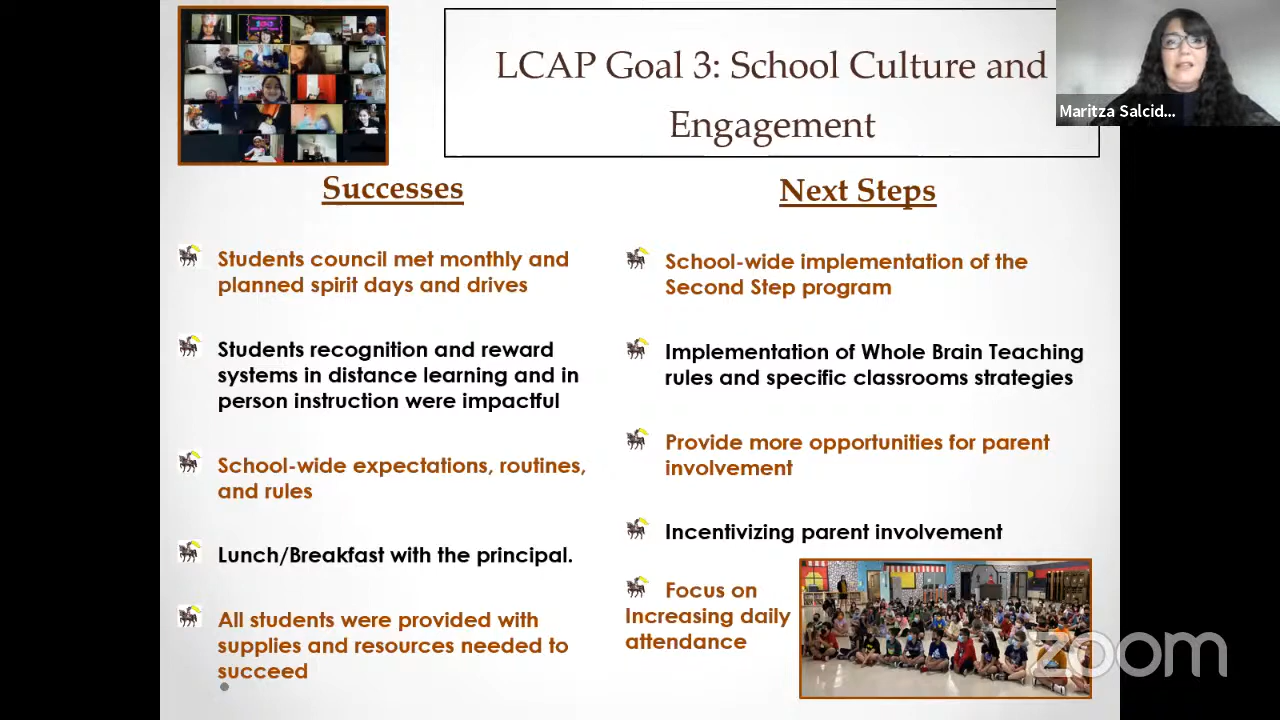 LCAP Goal 3: School Culture and
Engagement
Maritza Salcid...
Successes
Students council met monthly and
planned spirit days and drives
Students recognition and reward
systems in distance learning and in
person instruction were impactful
School-wide expectations, routines,
and rules
Lunch/Breakfast with the principal.
All students were provided with
supplies and resources needed to
succeed
Next Steps
School-wide implementation of the
Second Step program
Implementation of Whole Brain Teaching
rules and specific classrooms strategies
Provide more opportunities for parent
involvement
Incentivizing parent involvement
Focus on
Increasing daily
attendance
zoom